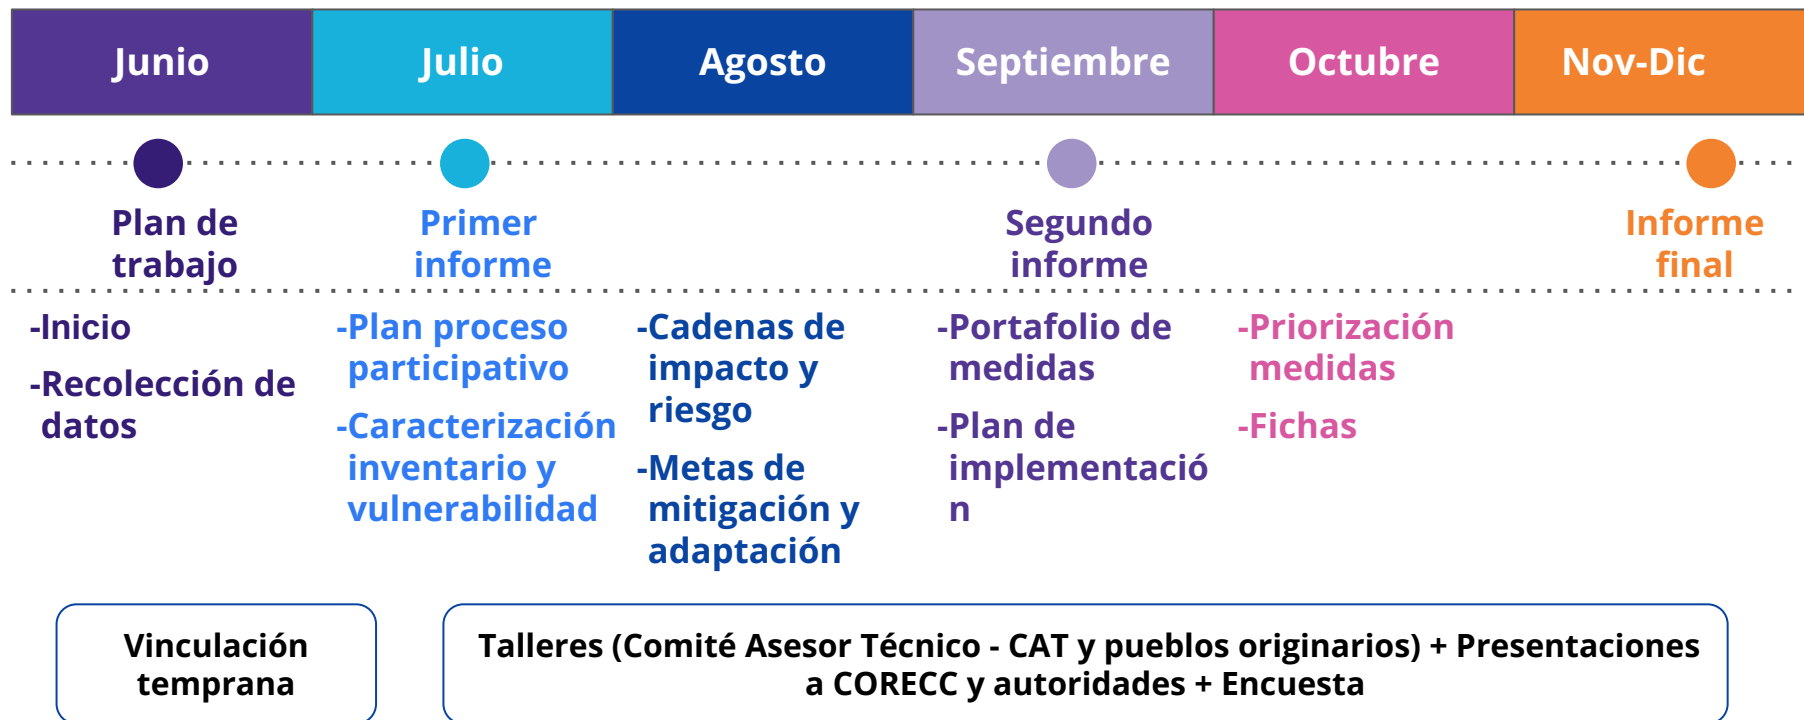 Junio
Julio
Agosto
Septiembre
Octubre
Nov-Dic
Plan de
trabajo
Primer
informe
Segundo
informe
Informe
final
-Inicio
-Recolección de
datos
-Plan proceso
participativo
-Caracterización
inventario y
vulnerabilidad
-Cadenas de
impacto y
riesgo
-Metas de
mitigación y
adaptación
-Portafolio de
medidas
-Plan de
implementació
n
-Priorización
medidas
-Fichas
Vinculación
temprana
Talleres (Comité Asesor Técnico - CAT y pueblos originarios) + Presentaciones
a CORECC y autoridades + Encuesta